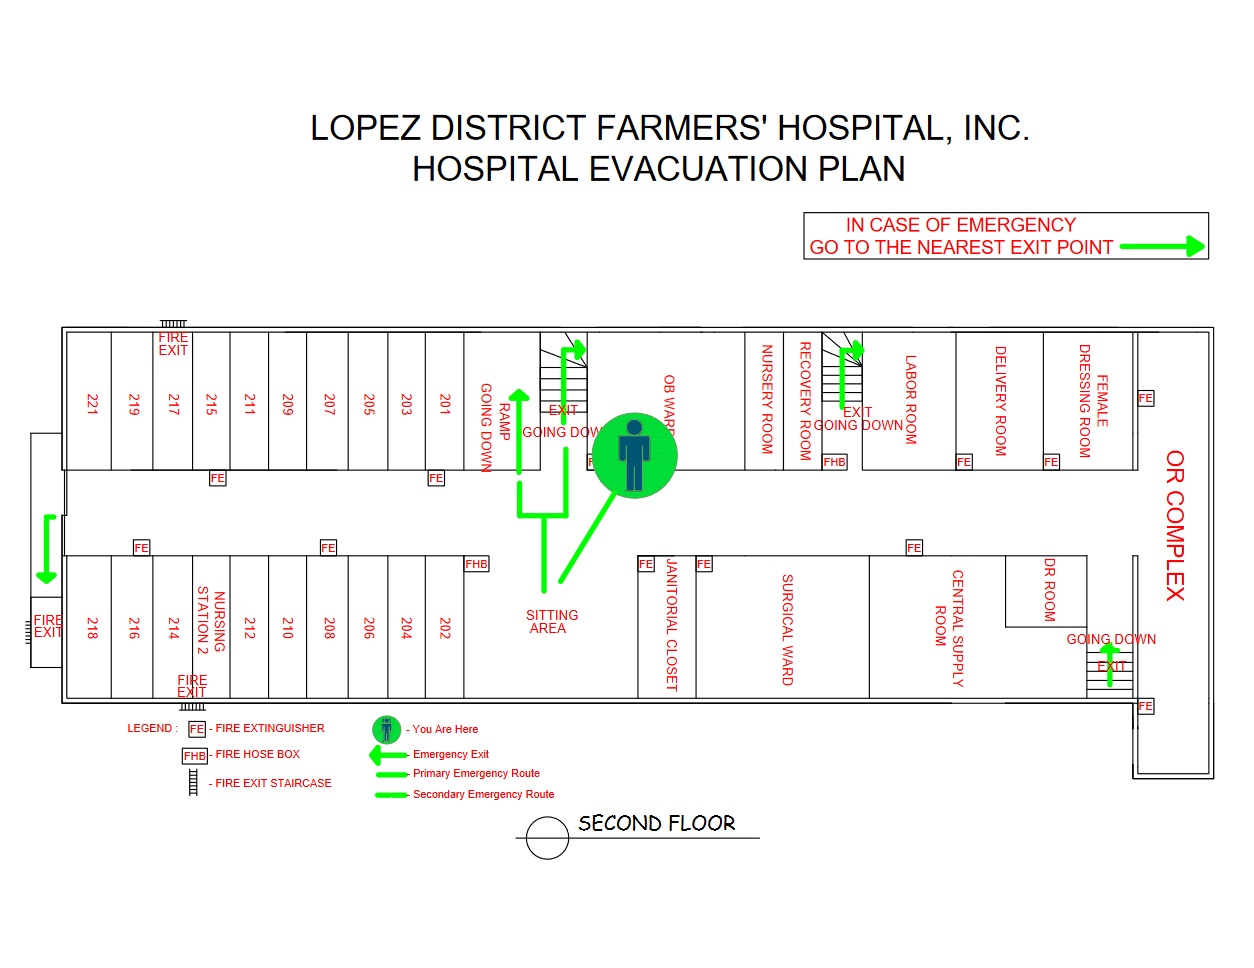 LOPEZ DISTRICT FARMERS' HOSPITAL, INC.
HOSPITAL EVACUATION PLAN
IN CASE OF EMERGENCY
GO TO THE NEAREST EXIT POINT
FIRE
EXIT
221
219
217
215
211
209
207
205
203
201
RAMP
GOING DOWN
EXIT
GOING DOWN
OB WARD
NURSERY ROOM
RECOVERY ROOM
EXIT
GOING DOWN
LABOR ROOM
DELIVERY ROOM
FEMALE
DRESSING ROOM
FE
FHB
FE
FE
FE
FE
OR COMPLEX
FE
FE
FHB
FE
FE
FE
FIRE
EXIT
218
216
214
NURSING
STATION 2
212
210
208
206
204
202
SITTING
AREA
JANITORIAL CLOSET
SURGICAL WARD
CENTRAL SUPPLY
ROOM
DR ROOM
GOING DOWN
EXIT
FIRE
EXIT
FE
LEGEND :
FE - FIRE EXTINGUISHER
FHB - FIRE HOSE BOX
- FIRE EXIT STAIRCASE
- You Are Here
- Emergency Exit
- Primary Emergency Route
- Secondary Emergency Route
SECOND FLOOR